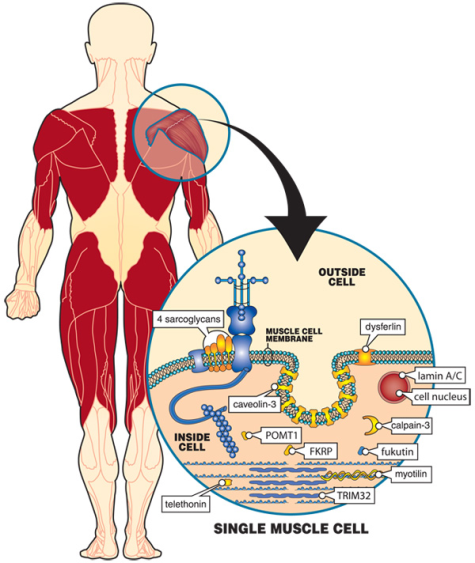 OUTSIDE
CELL
4 sarcoglycans
MUSCLE CELL
MEMBRANE
dysferlin
lamin A/C
cell nucleus
caveolin-3
calpain-3
INSIDE
CELL
POMT1
FKRP
fukutin
myotilin
telethonin
TRIM32
SINGLE MUSCLE CELL